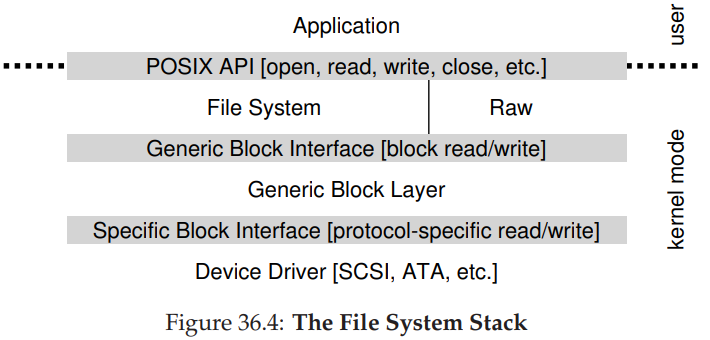 Application
user
POSIX API [open, read, write, close, etc.]
File System
Raw
Generic Block Interface [block read/write]
Generic Block Layer
kernel mode
Specific Block Interface [protocol-specific read/write]
Device Driver [SCSI, ATA, etc.]
Figure 36.4: The File System Stack